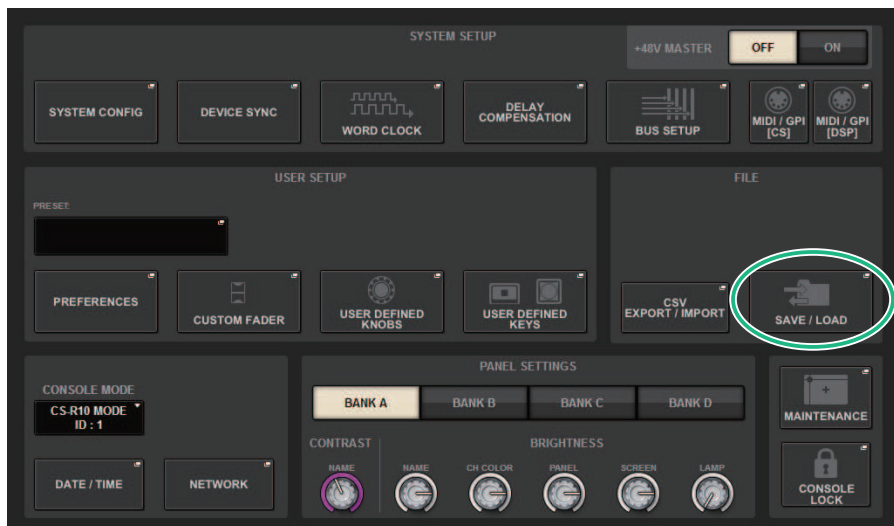 SYSTEM SETUP
+48V MASTER
OFF
ON
SYSTEM CONFIG
DEVICE SYNC
WORD CLOCK
DELAY
COMPENSATION
BUS SETUP
MIDI / GPI
[CS]
MIDI / GPI
[DSP]
USER SETUP
PRESET
PREFERENCES
CUSTOM FADER
USER DEFINED
KNOBS
USER DEFINED
KEYS
FILE
CSV
EXPORT / IMPORT
SAVE / LOAD
CONSOLE MODE
CS-R10 MODE
ID : 1
DATE / TIME
NETWORK
PANEL SETTINGS
BANK A
BANK B
BANK C
BANK D
CONTRAST
BRIGHTNESS
NAME
NAME
CH COLOR
PANEL
SCREEN
LAMP
MAINTENANCE
CONSOLE
LOCK